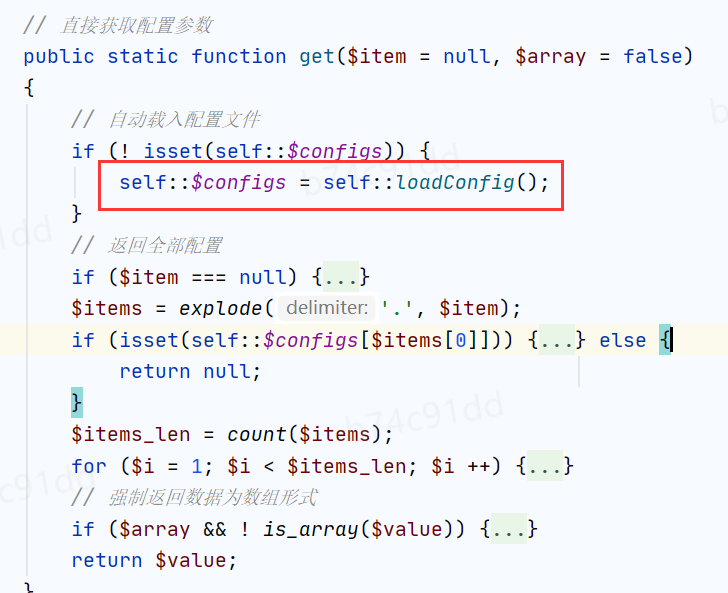 // 直接获取配置参数
public static function get($item = null, $array = false)
{
// 自动载入配置文件
if (! isset(self::$configs)) {
self::$configs = self::loadConfig();
}
// 返回全部配置
if ($item === null) {...}
$items = explode( delimiter: '.', $item);
if (isset(self::$configs[$items[0]])) {...} else {
return null;
}
$items_len = count($items);
for ($i = 1; $i < $items_len; $i ++) {...}
// 强制返回数据为数组形式
if ($array && ! is_array($value)) {...}
return $value;
}